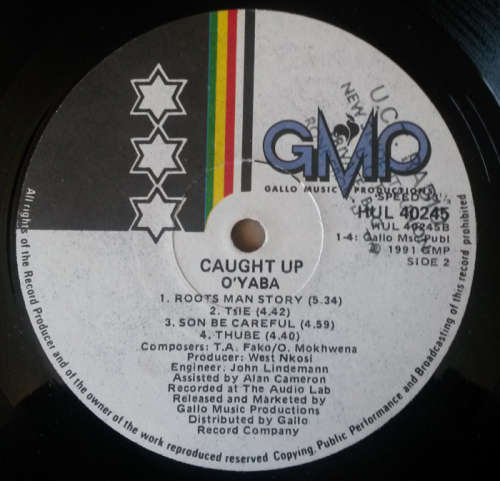 GMP
GALLO MUSIC PRODUCTIONS
HUL 40245
HUL 40245B
1-4: Gallo Msc Publ
℗ 1991 GMP
SIDE 2
CAUGHT UP
O'YABA
1. ROOTS MAN STORY (5.34)
2. (4.42)
3. SON BE CAREFUL (4.59)
4. THUBE (4.40)
Composers: T.A. Fako/O. Mokhwena
Producer: West Nkosi
Engineer: John Lindemann
Assisted by Alan Cameron
Recorded at The Audio Lab
Released and Marketed by
Gallo Music Productions
Distributed by Gallo
Record Company
All rights of the Record Producer and of the owner of the work reproduced reserved Copying, Public Performance and Broadcasting of this record prohibited
SPEED
U.C.
NEW